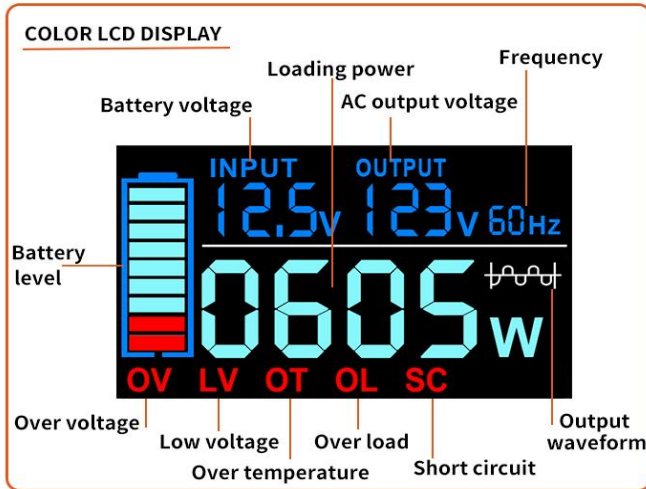 COLOR LCD DISPLAY
Frequency
Loading power
Battery voltage
AC output voltage
INPUT
OUTPUT
12.5V
123V
60Hz
Battery
level
0605
W
OV LV OT OL SC
Over voltage
Low voltage
Over temperature
Over load
Short circuit
Output
waveform